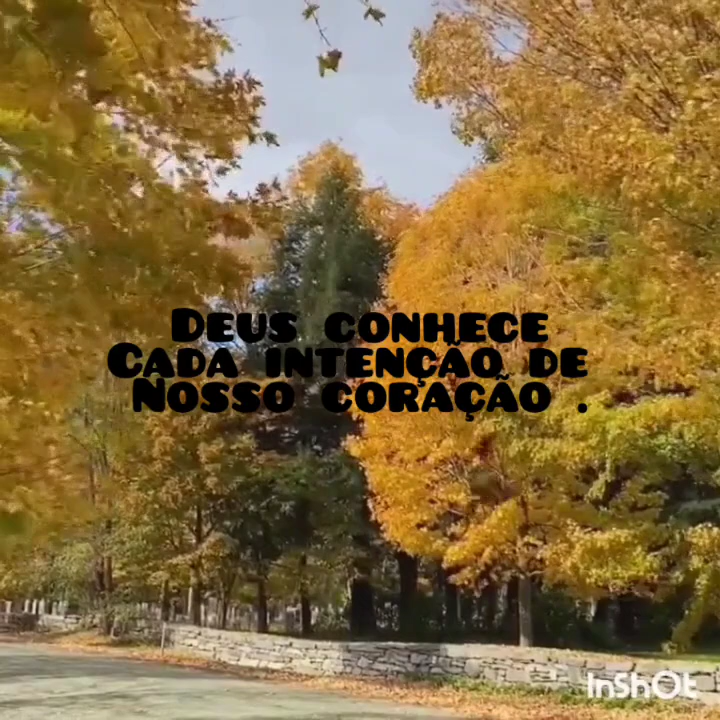 Deus conhece
Cada intenção de
Nosso coração .
InShOt